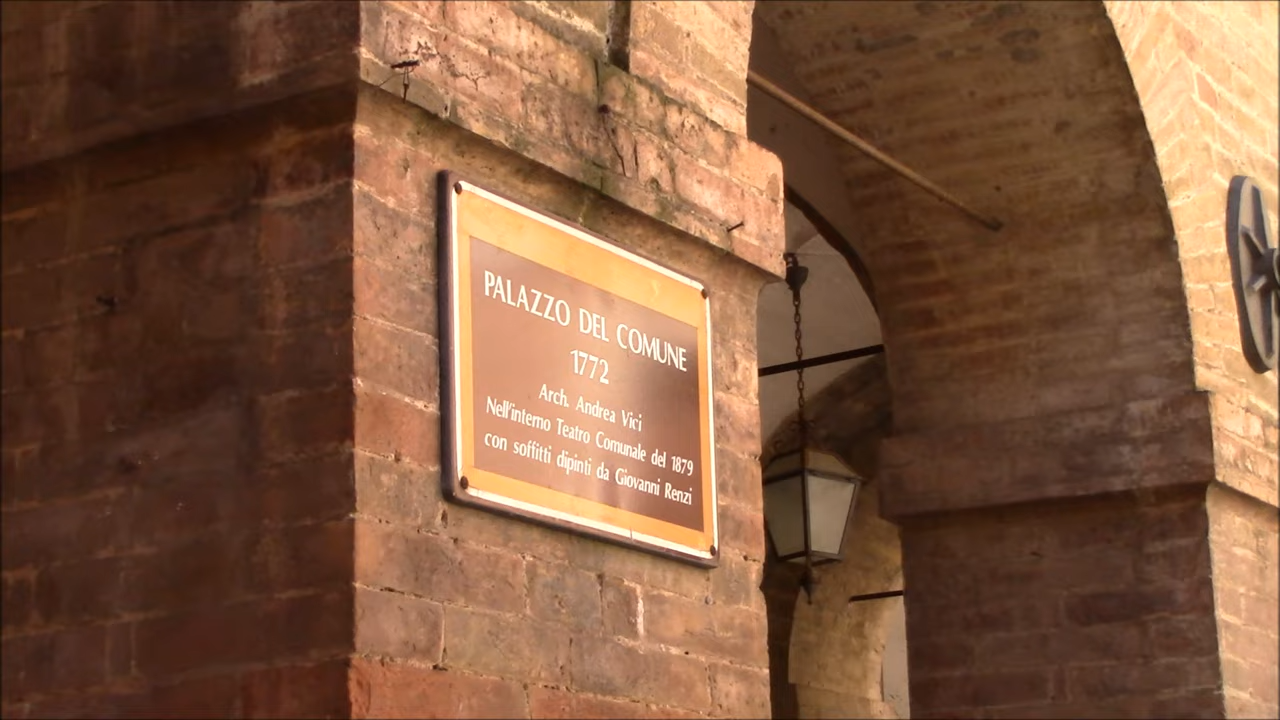 PALAZZO DEL COMUNE
1772
Arch. Andrea Vici
Nell'interno Teatro Comunale del 1879
con soffitti dipinti da Giovanni Renzi